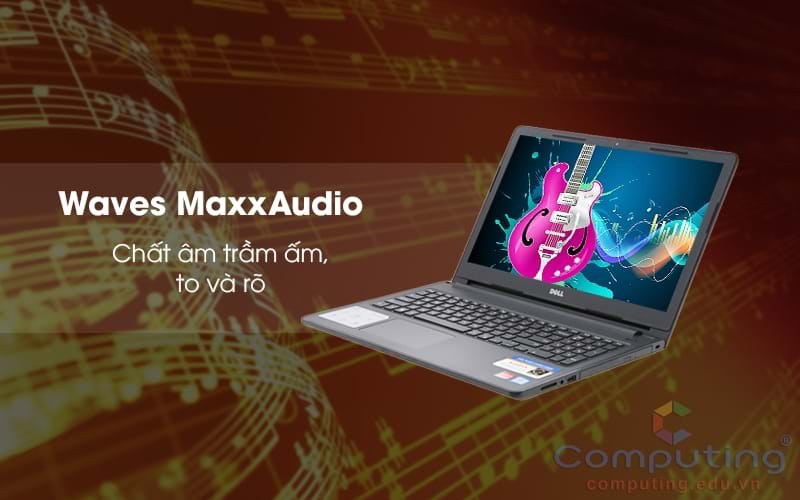 Waves MaxxAudio
Chất âm trầm ấm,
to và rõ
DELL
Computing®
computing.edu.vn